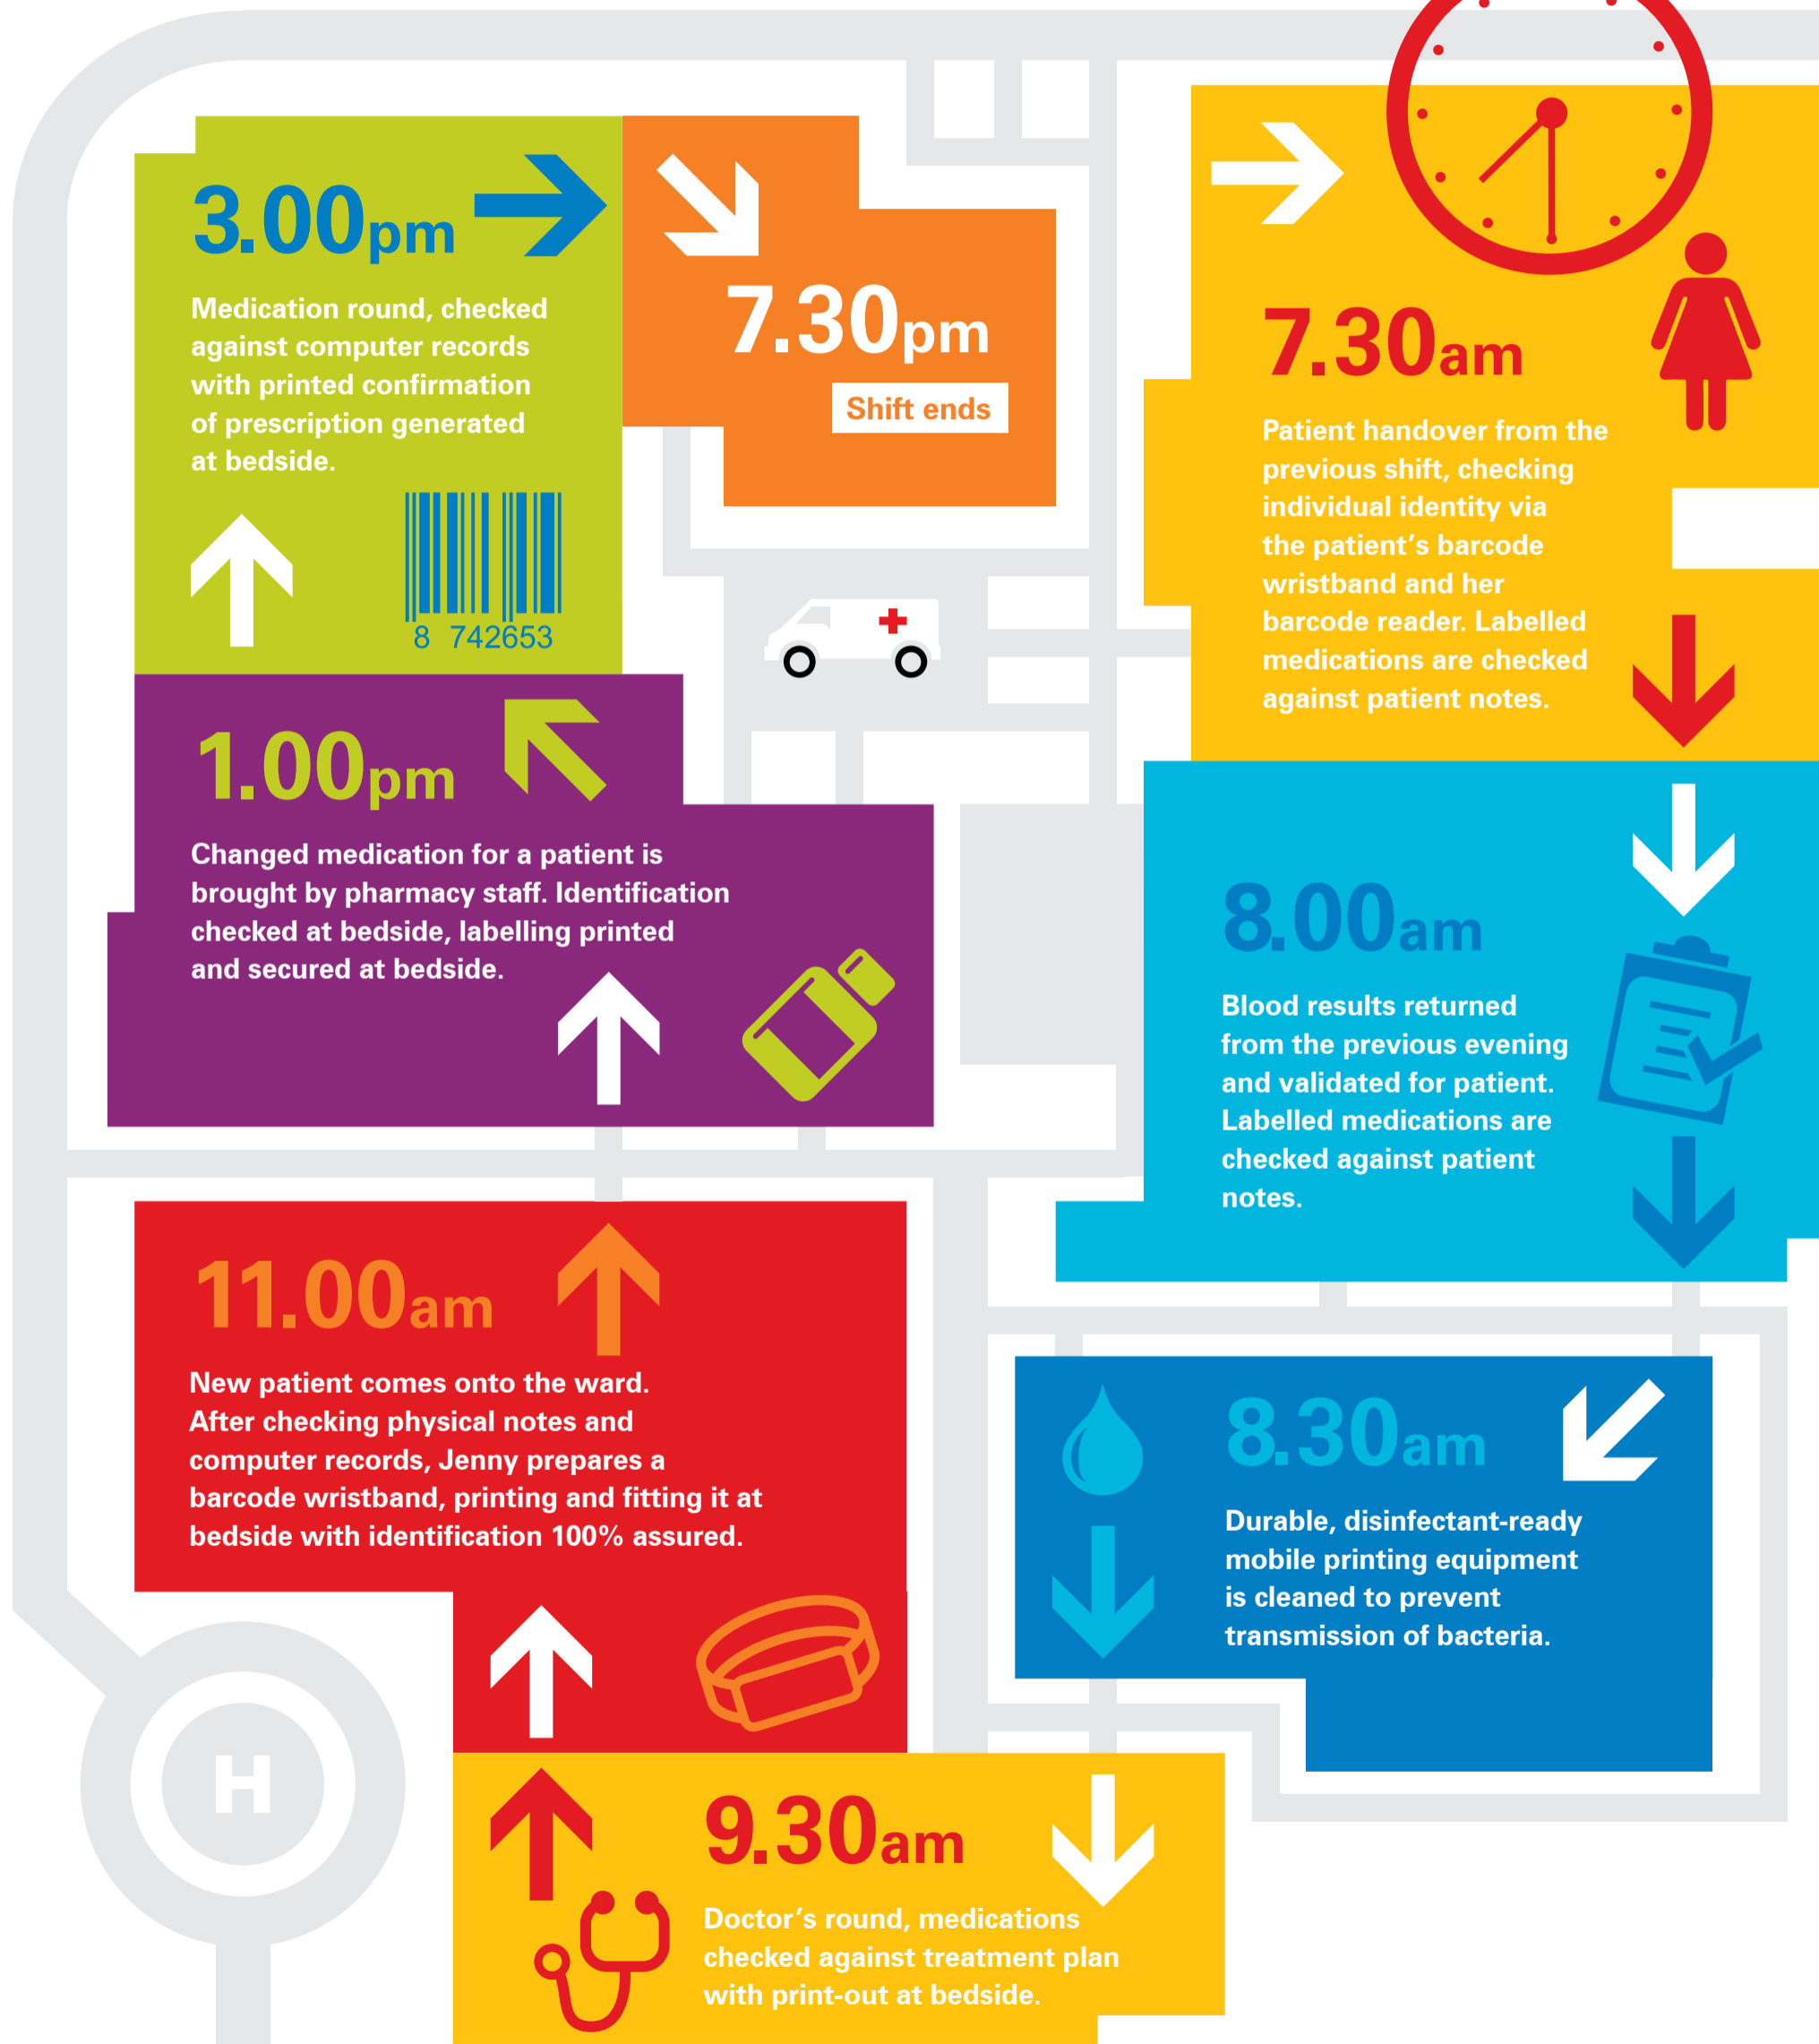 7.30am
Patient handover from the
previous shift, checking
individual identity via
the patient's barcode
wristband and her
barcode reader. Labelled
medications are checked
against patient notes.
8.00am
Blood results returned
from the previous evening
and validated for patient.
Labelled medications are
checked against patient
notes.
8.30am
Durable, disinfectant-ready
mobile printing equipment
is cleaned to prevent
transmission of bacteria.
9.30am
Doctor's round, medications
checked against treatment plan
with print-out at bedside.
11.00am
New patient comes onto the ward.
After checking physical notes and
computer records, Jenny prepares a
barcode wristband, printing and fitting it at
bedside with identification 100% assured.
1.00pm
Changed medication for a patient is
brought by pharmacy staff. Identification
checked at bedside, labelling printed
and secured at bedside.
3.00pm
Medication round, checked
against computer records
with printed confirmation
of prescription generated
at bedside.
8 742653
7.30pm
Shift ends
H